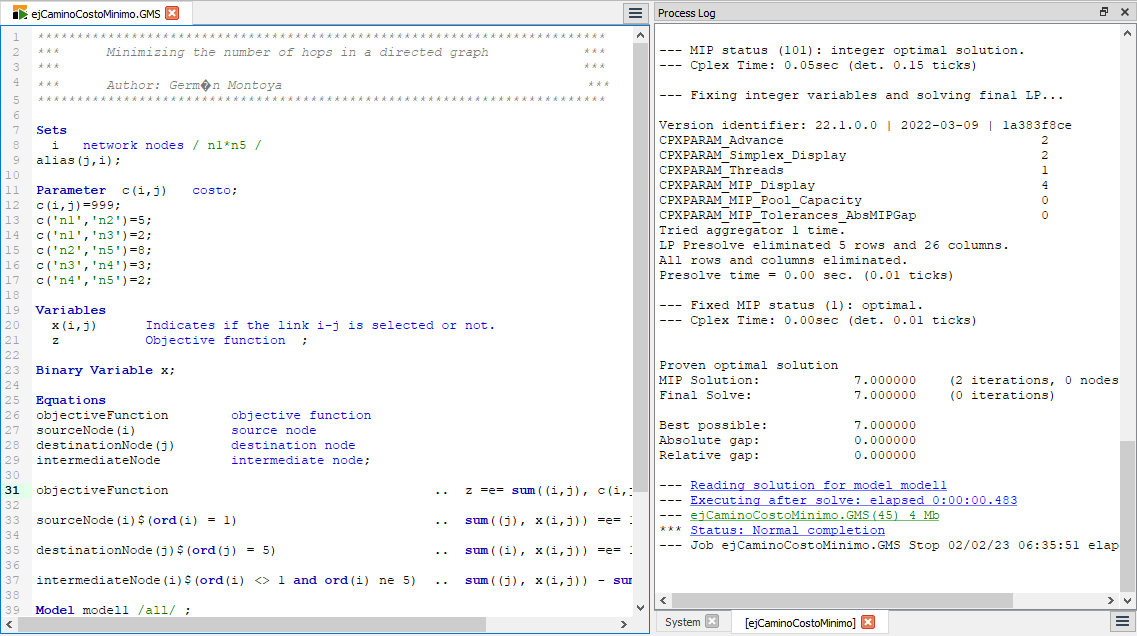 ejCaminoCostoMinimo.GMS
1 ****************************************************************************
2 *** Minimizing the number of hops in a directed graph ***
3 *** ***
4 *** Author: Germ�n Montoya ***
5 ****************************************************************************
6
7 Sets
8 i network nodes / n1*n5 /
9 alias(j,i);
10
11 Parameter c(i,j) costo;
12 c(i,j)=999;
13 c('n1','n2')=5;
14 c('n1','n3')=2;
15 c('n2','n5')=8;
16 c('n3','n4')=3;
17 c('n4','n5')=2;
18
19 Variables
20 x(i,j) Indicates if the link i-j is selected or not.
21 z Objective function ;
22
23 Binary Variable x;
24
25 Equations
26 objectiveFunction objective function
27 sourceNode(i) source node
28 destinationNode(j) destination node
29 intermediateNode intermediate node;
30
31 objectiveFunction .. z =e= sum((i,j), c(i,
32
33 sourceNode(i)$(ord(i) = 1) .. sum((j), x(i,j)) =e=
34
35 destinationNode(j)$(ord(j) = 5) .. sum((i), x(i,j)) =e=
36
37 intermediateNode(i)$(ord(i) <> 1 and ord(i) ne 5) .. sum((j), x(i,j)) - sum
38
39 Model model1 /all/ ;
Process Log
--- MIP status (101): integer optimal solution.
--- Cplex Time: 0.05sec (det. 0.15 ticks)
--- Fixing integer variables and solving final LP...
Version identifier: 22.1.0.0 | 2022-03-09 | 1a383f8ce
CPXPARAM_Advance 2
CPXPARAM_Simplex_Display 2
CPXPARAM_Threads 1
CPXPARAM_MIP_Display 4
CPXPARAM_MIP_Pool_Capacity 0
CPXPARAM_MIP_Tolerances_AbsMIPGap 0
Tried aggregator 1 time.
LP Presolve eliminated 5 rows and 26 columns.
All rows and columns eliminated.
Presolve time = 0.00 sec. (0.01 ticks)
--- Fixed MIP status (1): optimal.
--- Cplex Time: 0.00sec (det. 0.01 ticks)
Proven optimal solution
MIP Solution: 7.000000 (2 iterations, 0 nodes
Final Solve: 7.000000 (0 iterations)
Best possible: 7.000000
Absolute gap: 0.000000
Relative gap: 0.000000
--- Reading solution for model model1
--- Executing after solve: elapsed 0:00:00.483
--- ejCaminoCostoMinimo.GMS(45) 4 Mb
*** Status: Normal completion
--- Job ejCaminoCostoMinimo.GMS Stop 02/02/23 06:35:51 elap
System
[ejCaminoCostoMinimo]